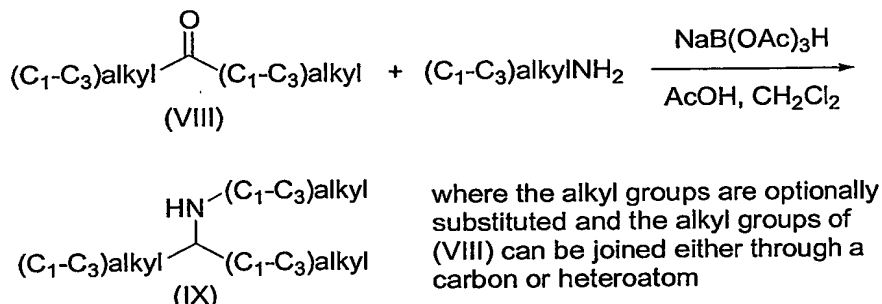 O
(C1-C3)alkyl (C1-C3)alkyl + (C1-C3)alkylNH2
NaB(OAc)3H
AcOH, CH2Cl2
(VIII)
HN (C1-C3)alkyl
(C1-C3)alkyl (C1-C3)alkyl
(IX)
where the alkyl groups are optionally
substituted and the alkyl groups of
(VIII) can be joined either through a
carbon or heteroatom